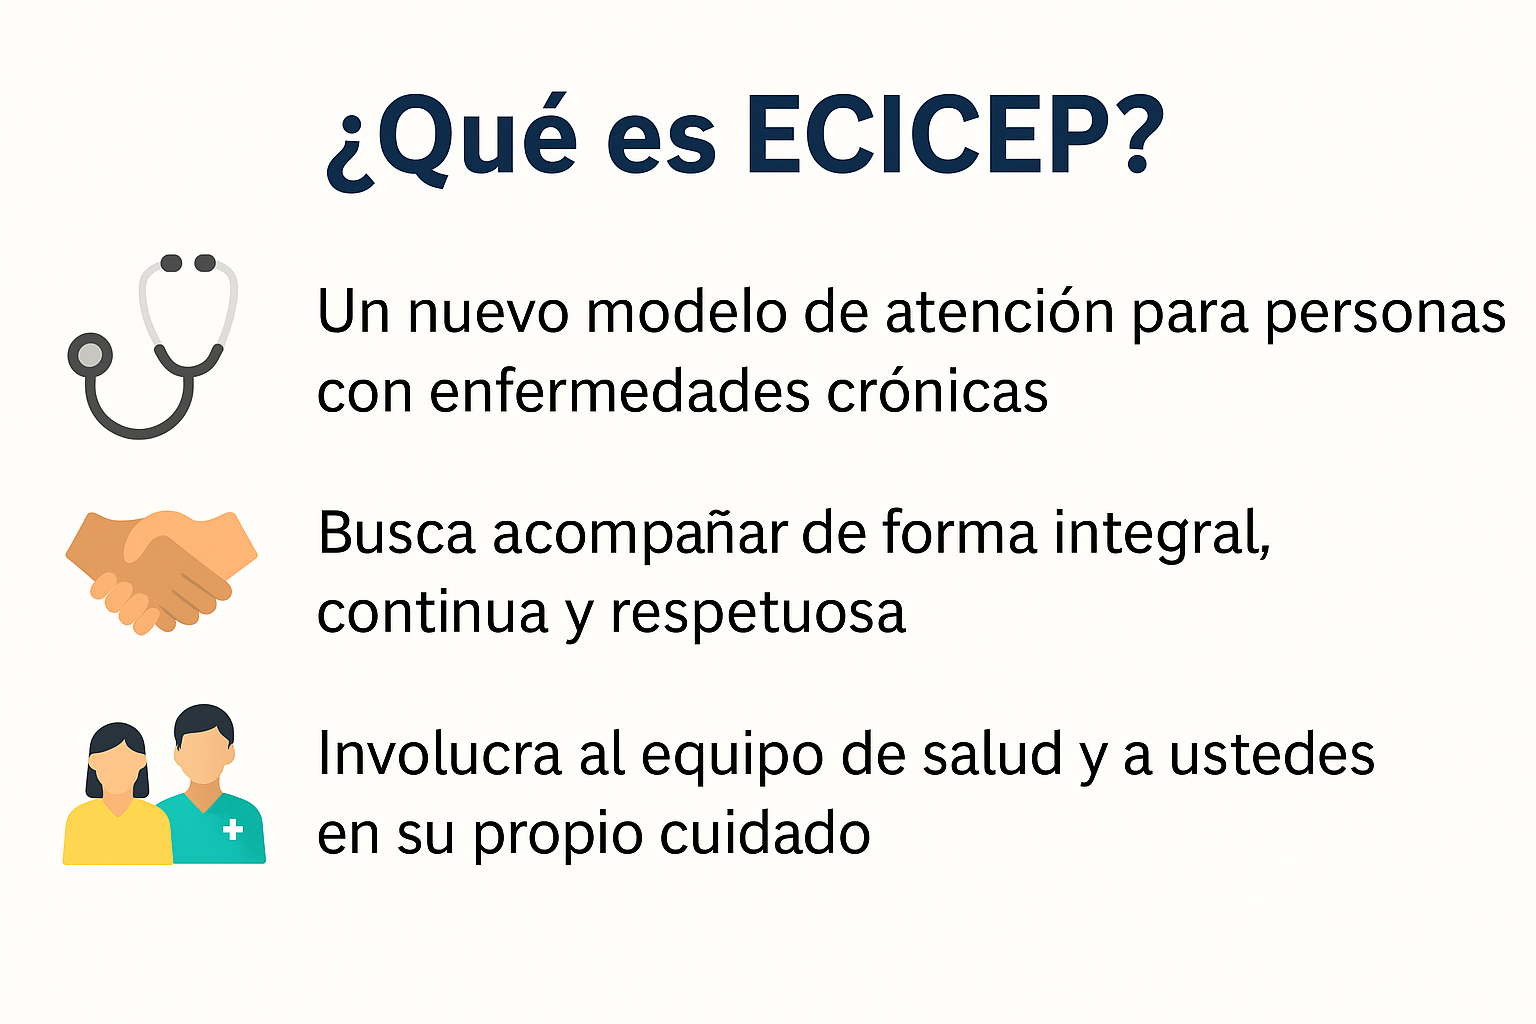 ¿Qué es ECICEP?
Un nuevo modelo de atención para personas
con enfermedades crónicas
Busca acompañar de forma integral,
continua y respetuosa
Involucra al equipo de salud y a ustedes
en su propio cuidado